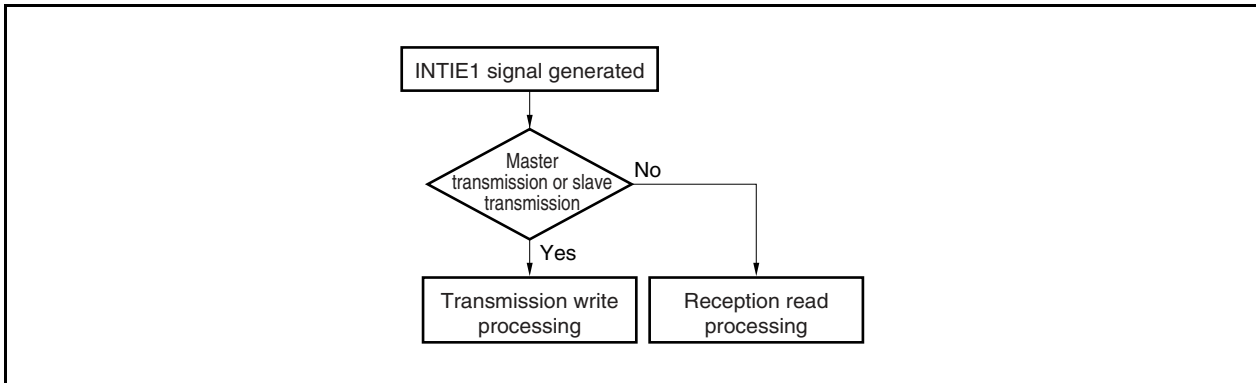 INTIE1 signal generated
Master
transmission or slave
transmission
No
Yes
Transmission write
processing
Reception read
processing